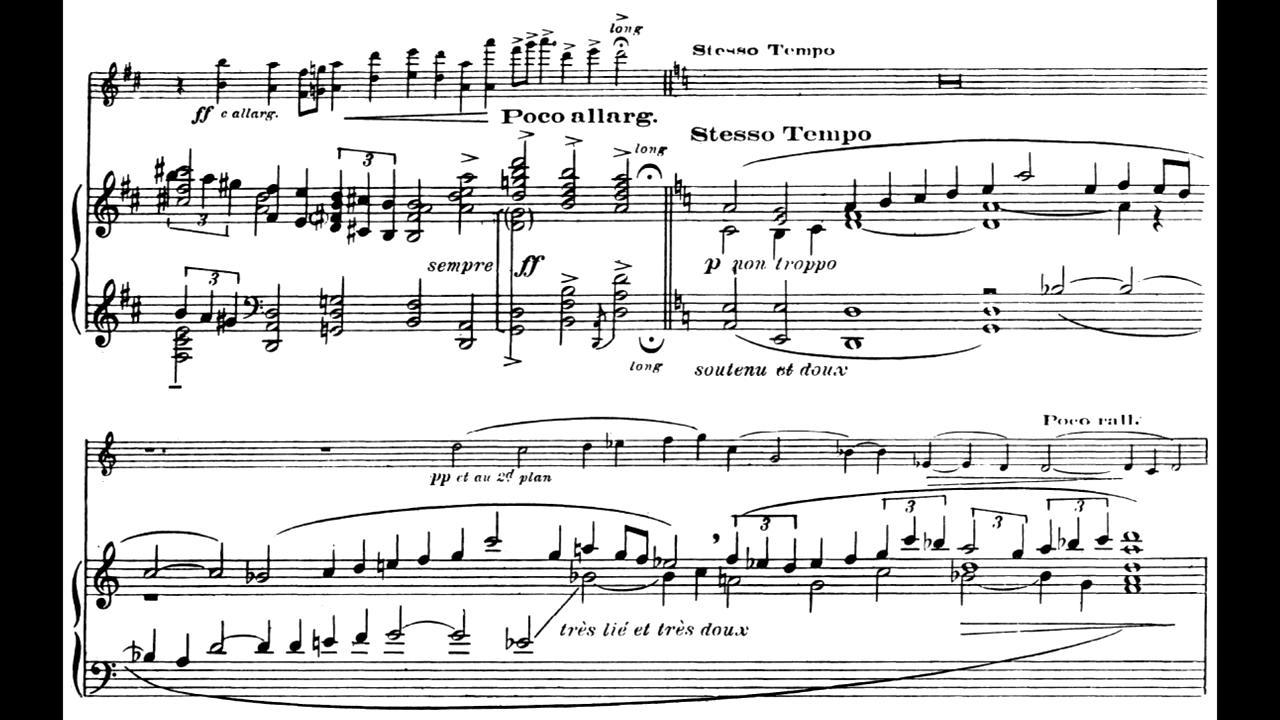 long
Stesso Tempo
ff e allarg.
Poco allarg.
Stesso Tempo
long
3
3
sempre ff
p non troppo
3
long
soutenu et doux
Poco rall.
pp et au 2d plan
3
3
3
3
très lié et très doux